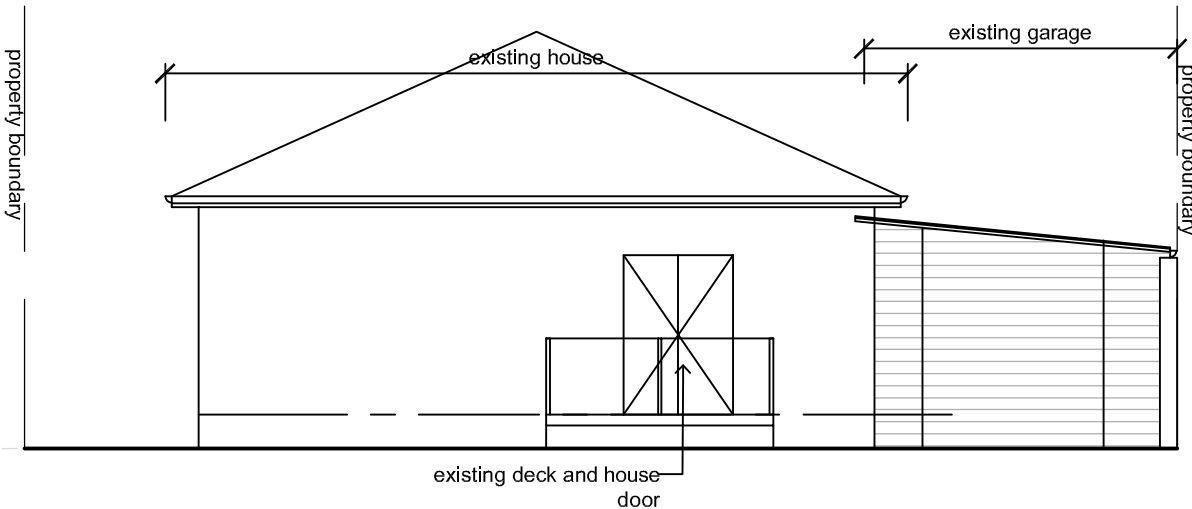 existing garage
existing house
property boundary
property boundary
existing deck and house
door